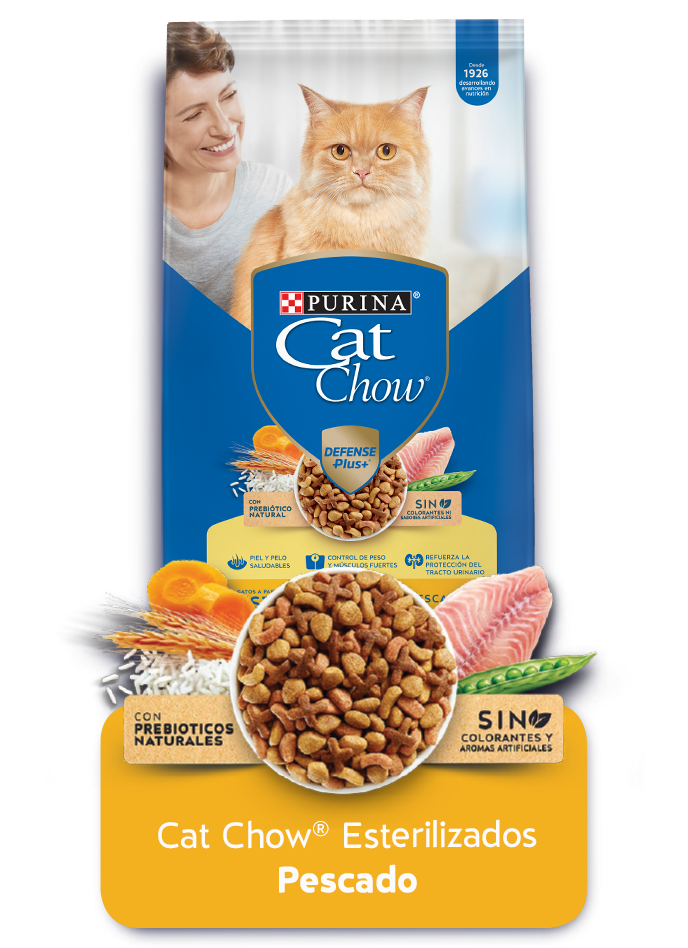 Desde
1926
desarrollando
avances en
nutrición
PURINA®
Cat
Chow®
DEFENSE
Plus+
CON
PREBIÓTICO
NATURAL
SIN
COLORANTES NI
SABORES ARTIFICIALES
PIEL Y PELO
SALUDABLES
CONTROL DE PESO
Y MÚSCULOS FUERTES
REFUERZA LA
PROTECCIÓN DEL
TRACTO URINARIO
CON
PREBIOTICOS
NATURALES
SIN
COLORANTES Y
AROMAS ARTIFICIALES
Cat Chow® Esterilizados
Pescado